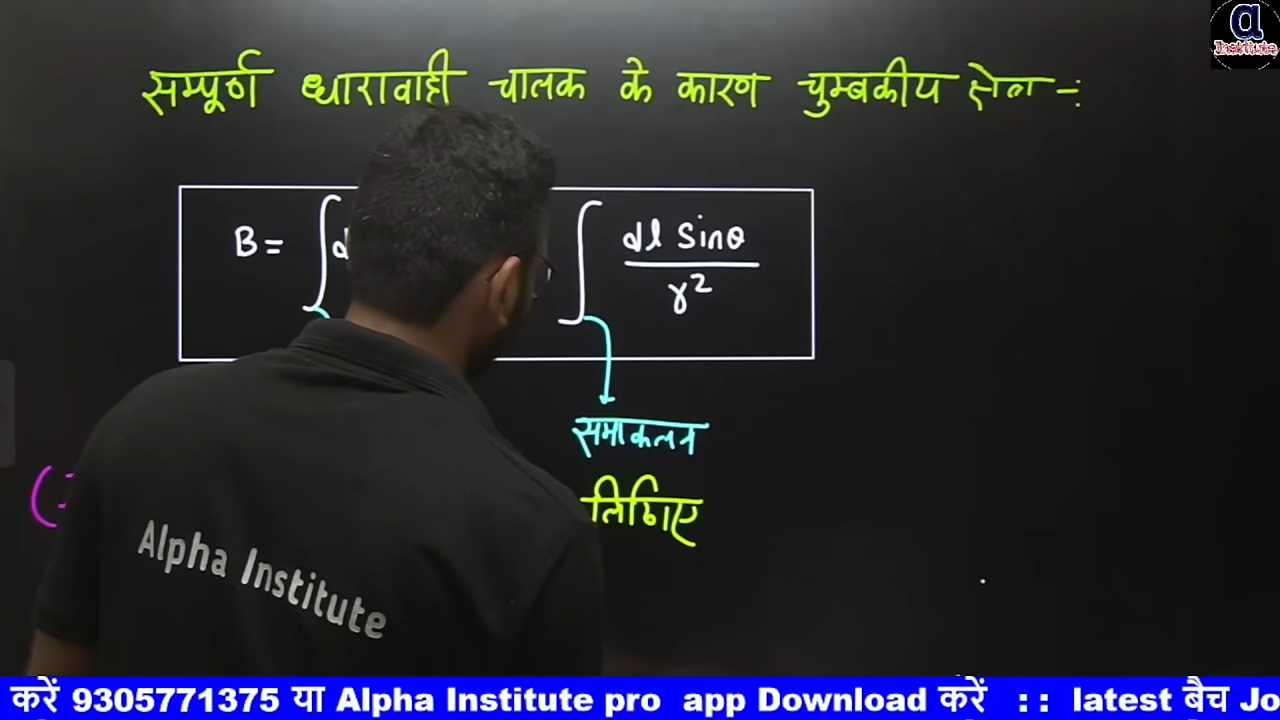 α
Institute
सम्पूर्ण धारावाही चालक के कारण चुम्बकीय क्षेत्र -:
B = ∫ d ∫ dl Sinθ / r²
समाकलन
( लिखिए
Alpha Institute
करें 9305771375 या Alpha Institute pro app Download करें :: latest बैच Jo